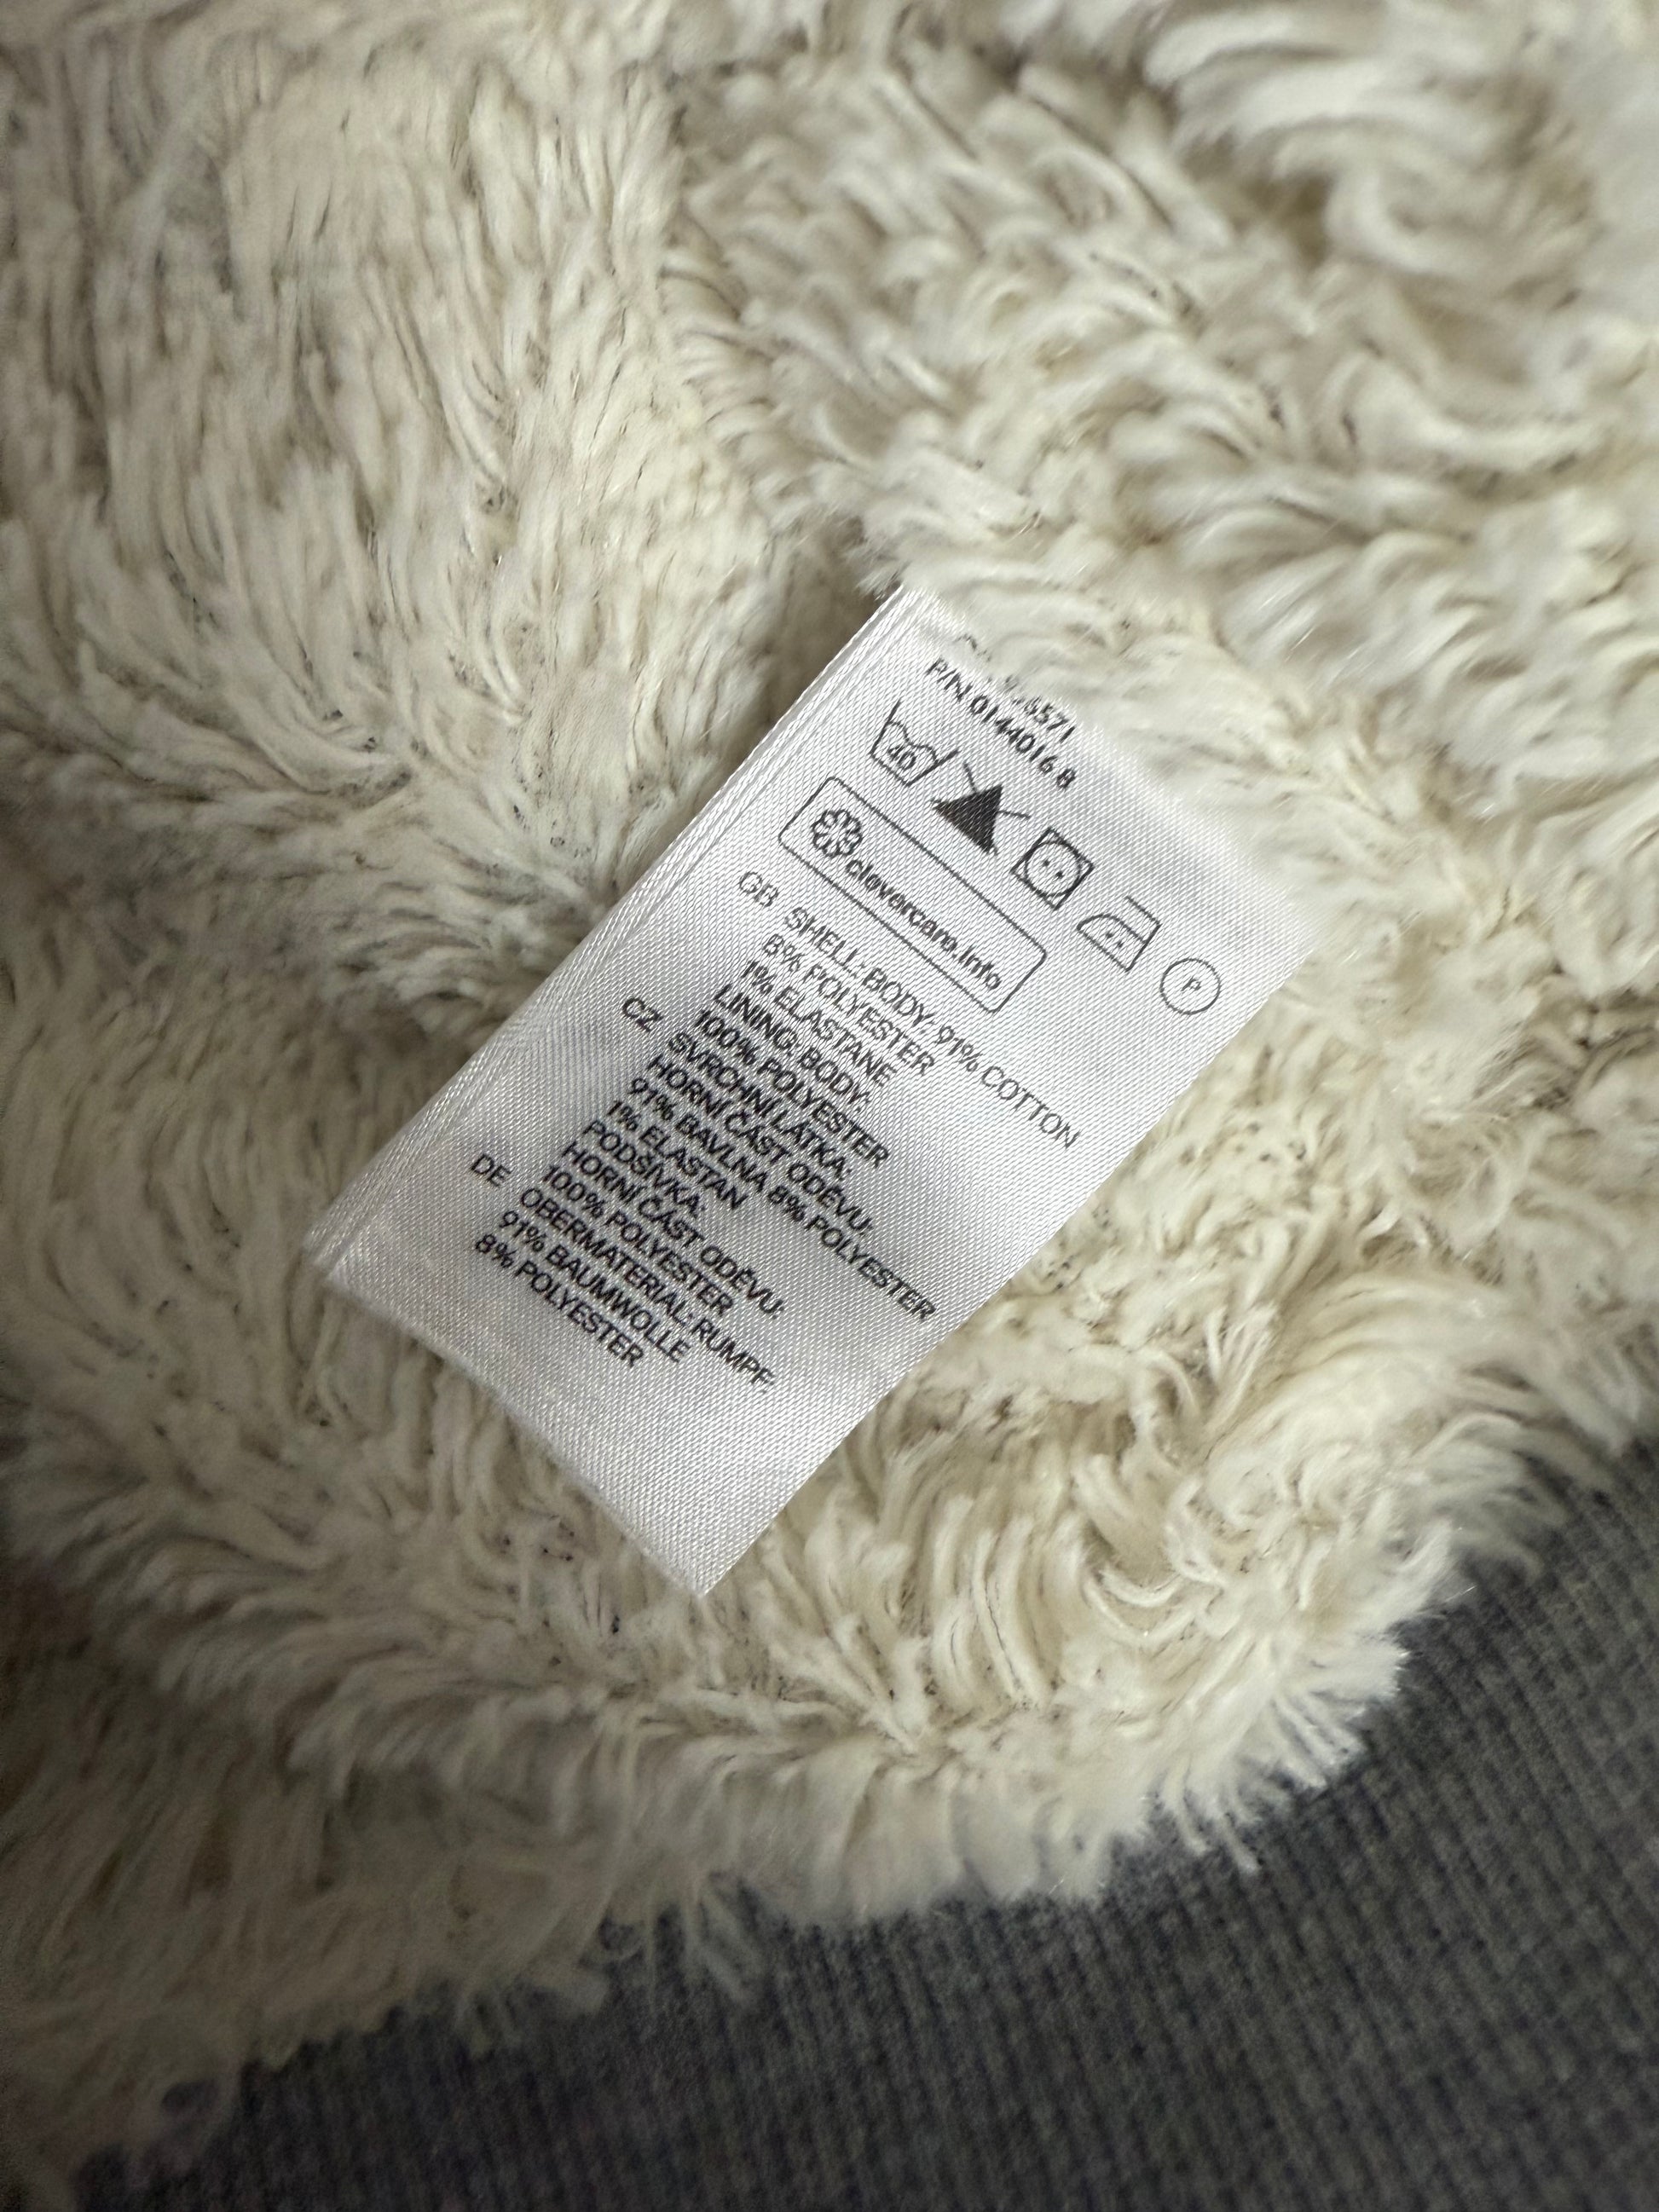 P/N 01440168
40
clevercare.info
P
GB SHELL: BODY: 91% COTTON
8% POLYESTER
1% ELASTANE
LINING: BODY:
100% POLYESTER
CZ SVRCHNÍ LÁTKA:
HORNÍ ČÁST ODĚVU:
91% BAVLNA 8% POLYESTER
1% ELASTAN
PODŠÍVKA:
HORNÍ ČÁST ODĚVU:
100% POLYESTER
DE OBERMATERIAL: RUMPF:
91% BAUMWOLLE
8% POLYESTER